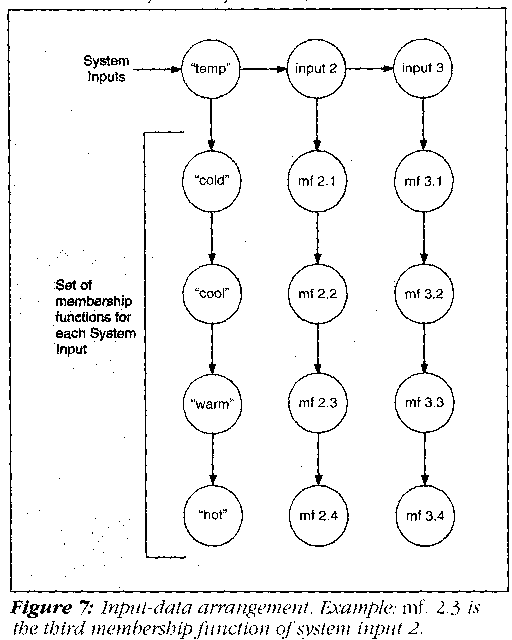 System
Inputs
"temp"
input 2
input 3
"cold"
mf 2.1
mf 3.1
Set of
membership
functions for
each System
Input
"cool"
mf 2.2
mf 3.2
"warm"
mf 2.3
mf 3.3
"hot"
mf 2.4
mf 3.4
Figure 7: Input-data arrangement. Example: mf. 2.3 is
the third membership function of system input 2.